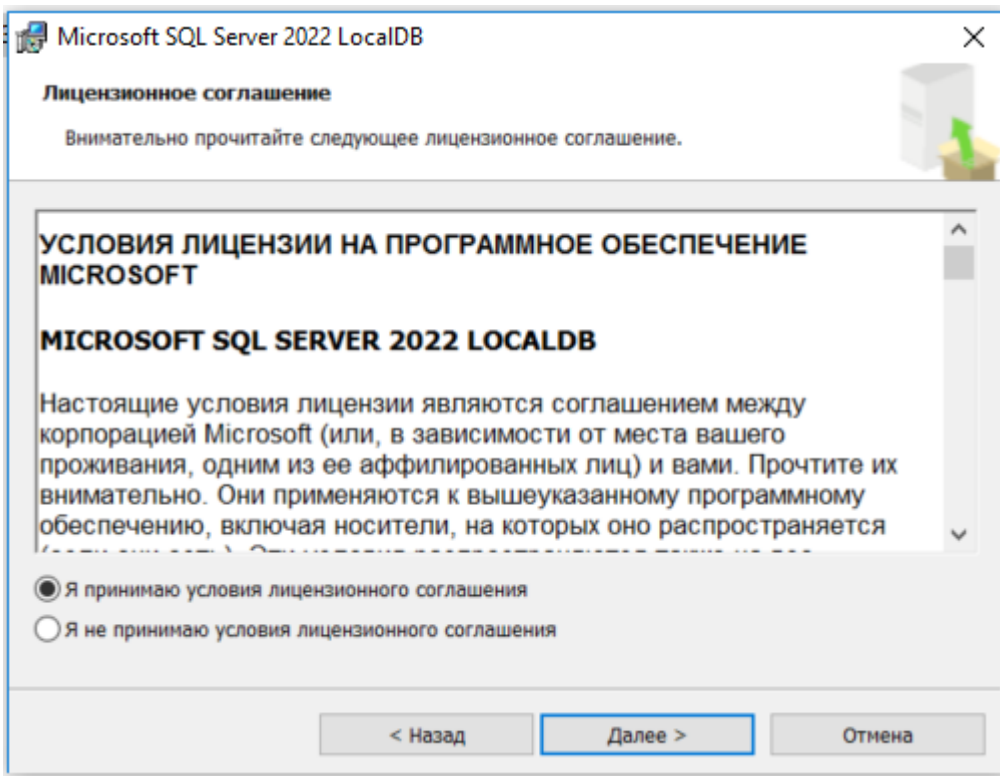 Microsoft SQL Server 2022 LocalDB
Лицензионное соглашение
Внимательно прочитайте следующее лицензионное соглашение.
УСЛОВИЯ ЛИЦЕНЗИИ НА ПРОГРАММНОЕ ОБЕСПЕЧЕНИЕ
MICROSOFT
MICROSOFT SQL SERVER 2022 LOCALDB
Настоящие условия лицензии являются соглашением между
корпорацией Microsoft (или, в зависимости от места вашего
проживания, одним из ее аффилированных лиц) и вами. Прочтите их
внимательно. Они применяются к вышеуказанному программному
обеспечению, включая носители, на которых оно распространяется
Я принимаю условия лицензионного соглашения
Я не принимаю условия лицензионного соглашения
< Назад
Далее >
Отмена